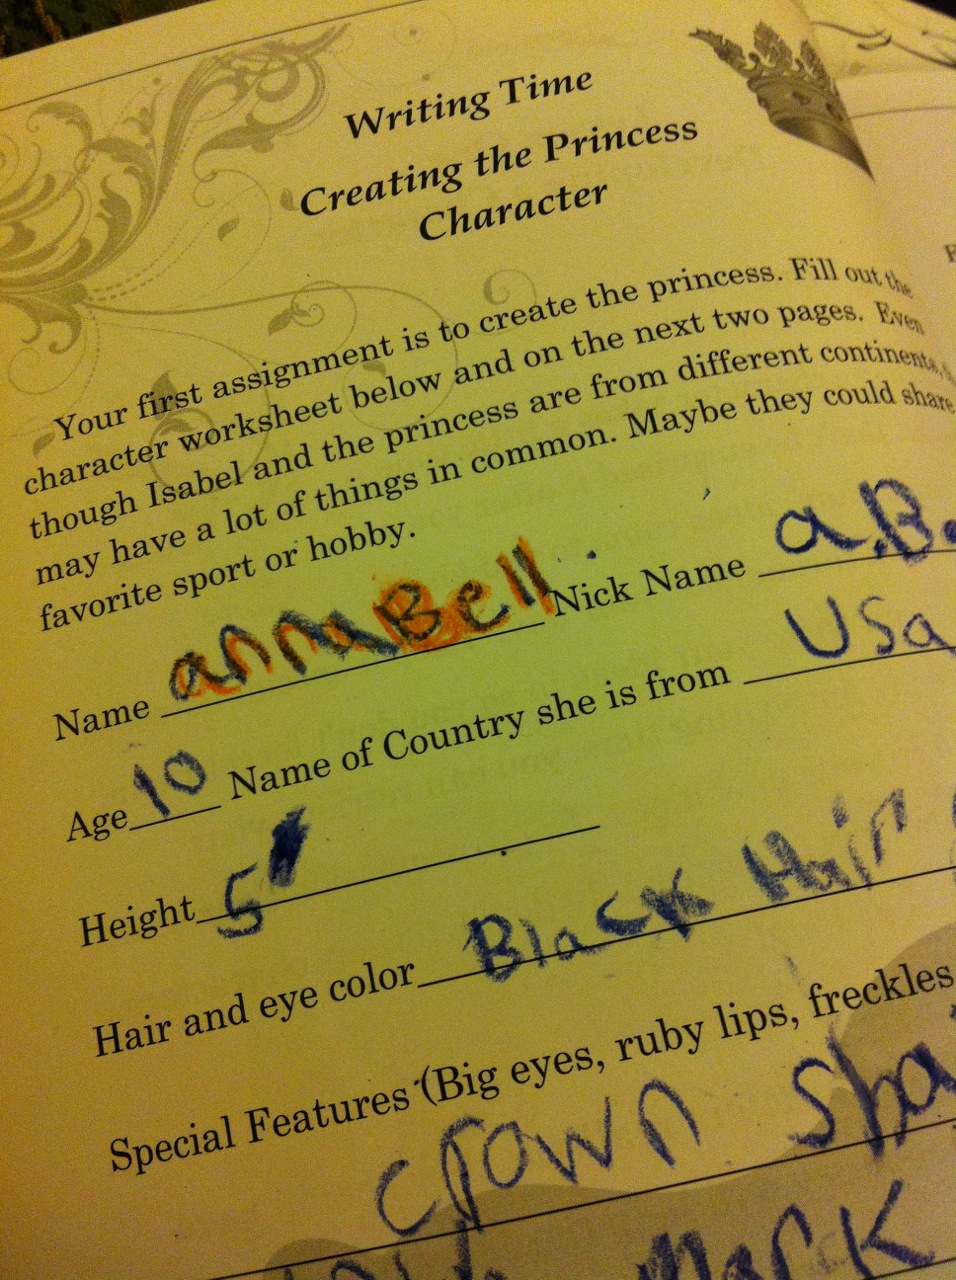 Writing Time
Creating the Princess
Character
Your first assignment is to create the princess. Fill out the
character worksheet below and on the next two pages. Even
though Isabel and the princess are from different continents,
may have a lot of things in common. Maybe they could share
favorite sport or hobby.
Name annaBell Nick Name a.B.
Age 10 Name of Country she is from USa
Height 5'
Hair and eye color Black Hair
Special Features (Big eyes, ruby lips, freckles
crown Sha
Mark